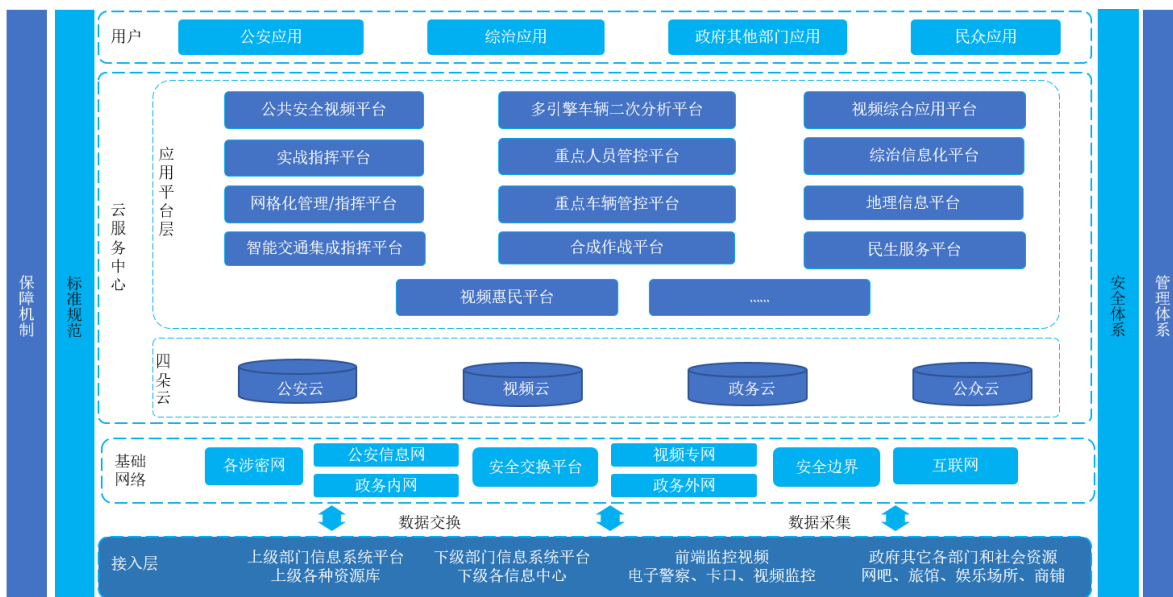 用户
公安应用
综治应用
政府其他部门应用
民众应用
云服务中心
应用平台层
公共安全视频平台
多引擎车辆二次分析平台
视频综合应用平台
实战指挥平台
重点人员管控平台
综治信息化平台
网格化管理/指挥平台
重点车辆管控平台
地理信息平台
智能交通集成指挥平台
合成作战平台
民生服务平台
视频惠民平台
......
四朵云
公安云
视频云
政务云
公众云
基础
网络
各涉密网
公安信息网
政务内网
安全交换平台
视频专网
政务外网
安全边界
互联网
数据交换
数据采集
接入层
上级部门信息系统平台
上级各种资源库
下级部门信息系统平台
下级各信息中心
前端监控视频
电子警察、卡口、视频监控
政府其它各部门和社会资源
网吧、旅馆、娱乐场所、商铺
保障机制
标准规范
安全体系
管理体系